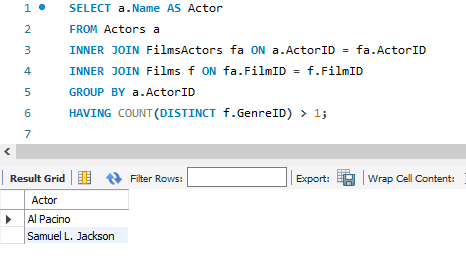 1 SELECT a.Name AS Actor
2 FROM Actors a
3 INNER JOIN FilmsActors fa ON a.ActorID = fa.ActorID
4 INNER JOIN Films f ON fa.FilmID = f.FilmID
5 GROUP BY a.ActorID
6 HAVING COUNT(DISTINCT f.GenreID) > 1;
7
Result Grid Filter Rows: Export: Wrap Cell Content:
Actor
Al Pacino
Samuel L. Jackson